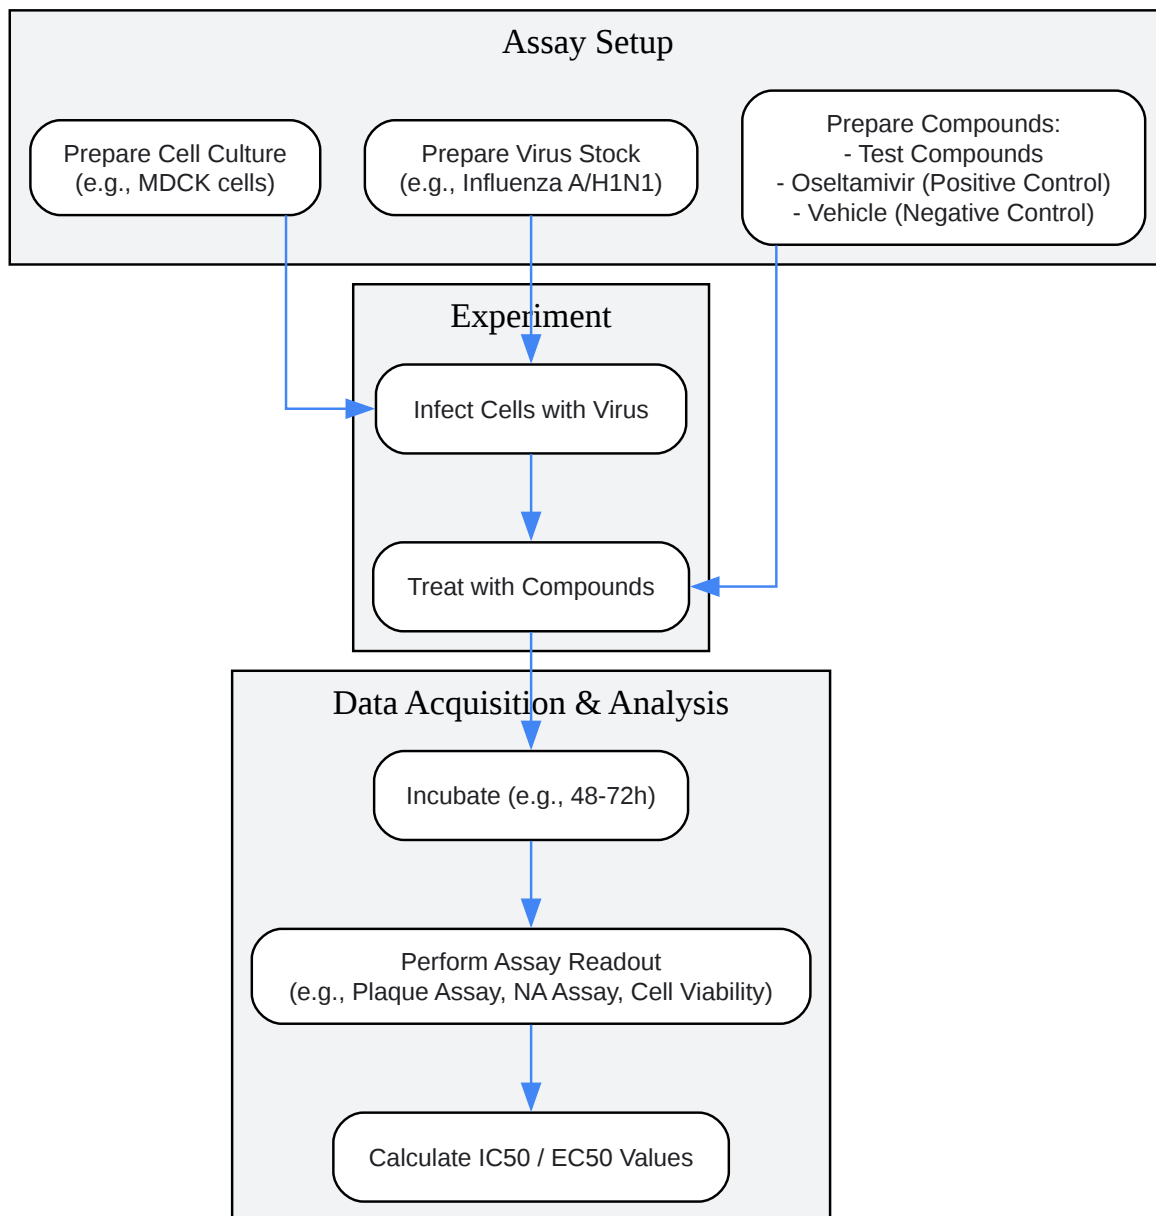 Assay Setup
Prepare Cell Culture
(e.g., MDCK cells)
Prepare Virus Stock
(e.g., Influenza A/H1N1)
Prepare Compounds:
- Test Compounds
- Oseltamivir (Positive Control)
- Vehicle (Negative Control)
Experiment
Infect Cells with Virus
Treat with Compounds
Data Acquisition & Analysis
Incubate (e.g., 48-72h)
Perform Assay Readout
(e.g., Plaque Assay, NA Assay, Cell Viability)
Calculate IC50 / EC50 Values